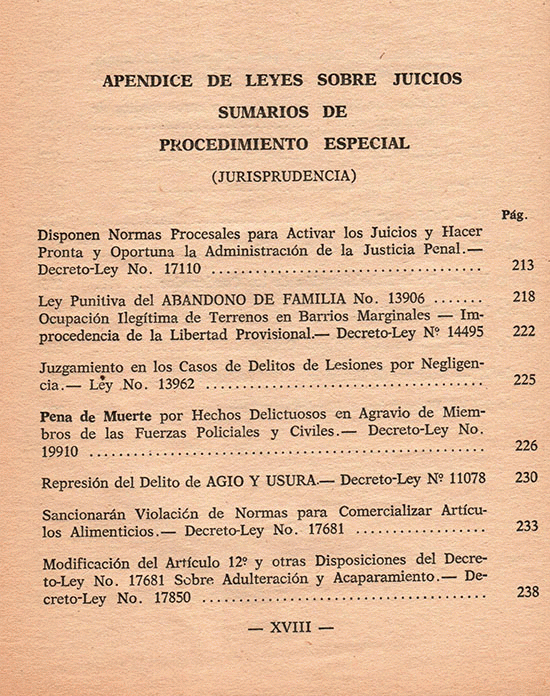 APENDICE DE LEYES SOBRE JUICIOS
SUMARIOS DE
PROCEDIMIENTO ESPECIAL
(JURISPRUDENCIA)
Pág.
Disponen Normas Procesales para Activar los Juicios y Hacer
Pronta y Oportuna la Administración de la Justicia Penal.—
Decreto-Ley No. 17110 ..................................... 213
Ley Punitiva del ABANDONO DE FAMILIA No. 13906 ....... 218
Ocupación Ilegítima de Terrenos en Barrios Marginales — Im-
procedencia de la Libertad Provisional.— Decreto-Ley Nº 14495 222
Juzgamiento en los Casos de Delitos de Lesiones por Negligen-
cia.— Ley No. 13962 ...................................... 225
Pena de Muerte por Hechos Delictuosos en Agravio de Miem-
bros de las Fuerzas Policiales y Civiles.— Decreto-Ley No.
19910 ..................................................... 226
Represión del Delito de AGIO Y USURA.— Decreto-Ley Nº 11078 230
Sancionarán Violación de Normas para Comercializar Artícu-
los Alimenticios.— Decreto-Ley No. 17681 .................. 233
Modificación del Artículo 12º y otras Disposiciones del Decre-
to-Ley No. 17681 Sobre Adulteración y Acaparamiento.— De-
creto-Ley No. 17850 ....................................... 238
— XVIII —